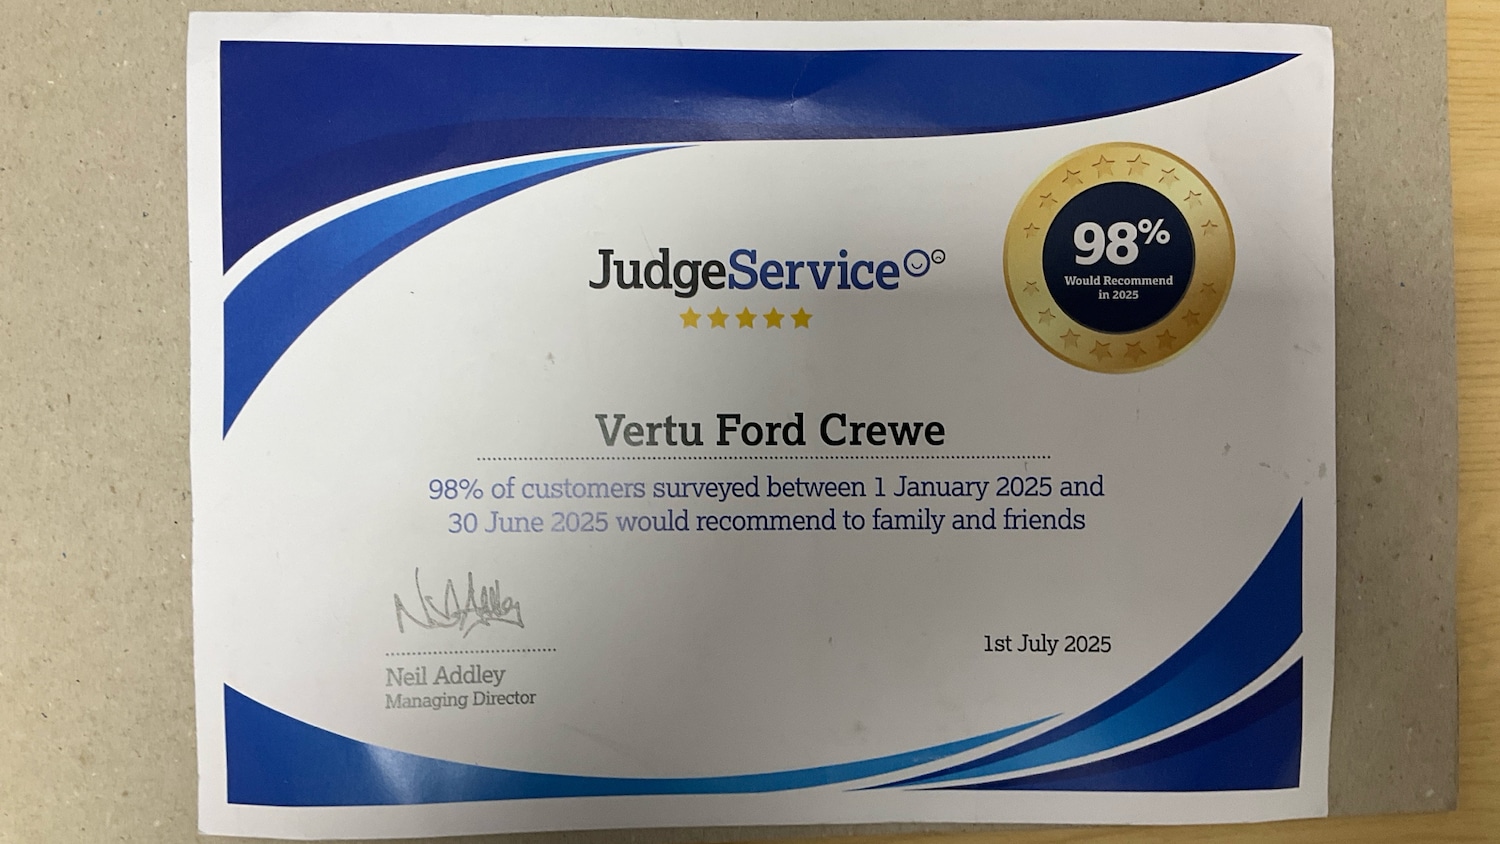 98%
Would Recommend
in 2025
JudgeService
Vertu Ford Crewe
98% of customers surveyed between 1 January 2025 and
30 June 2025 would recommend to family and friends
N Addley
1st July 2025
Neil Addley
Managing Director